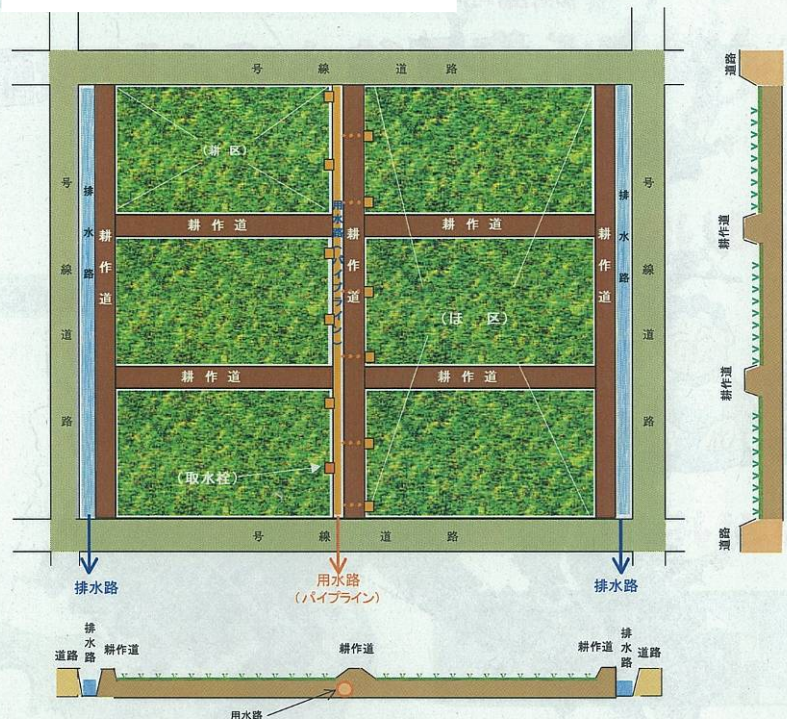 号線道路
道路
号線道路
排水路
耕作道
(耕区)
用水路(パイプライン)
耕作道
耕作道
排水路
号線道路
耕作道
耕作道
耕作道
(ほ区)
耕作道
耕作道
耕作道
耕作道
(取水栓)
号線道路
道路
排水路
用水路
(パイプライン)
排水路
道路
排水路
耕作道
耕作道
耕作道
排水路
道路
用水路